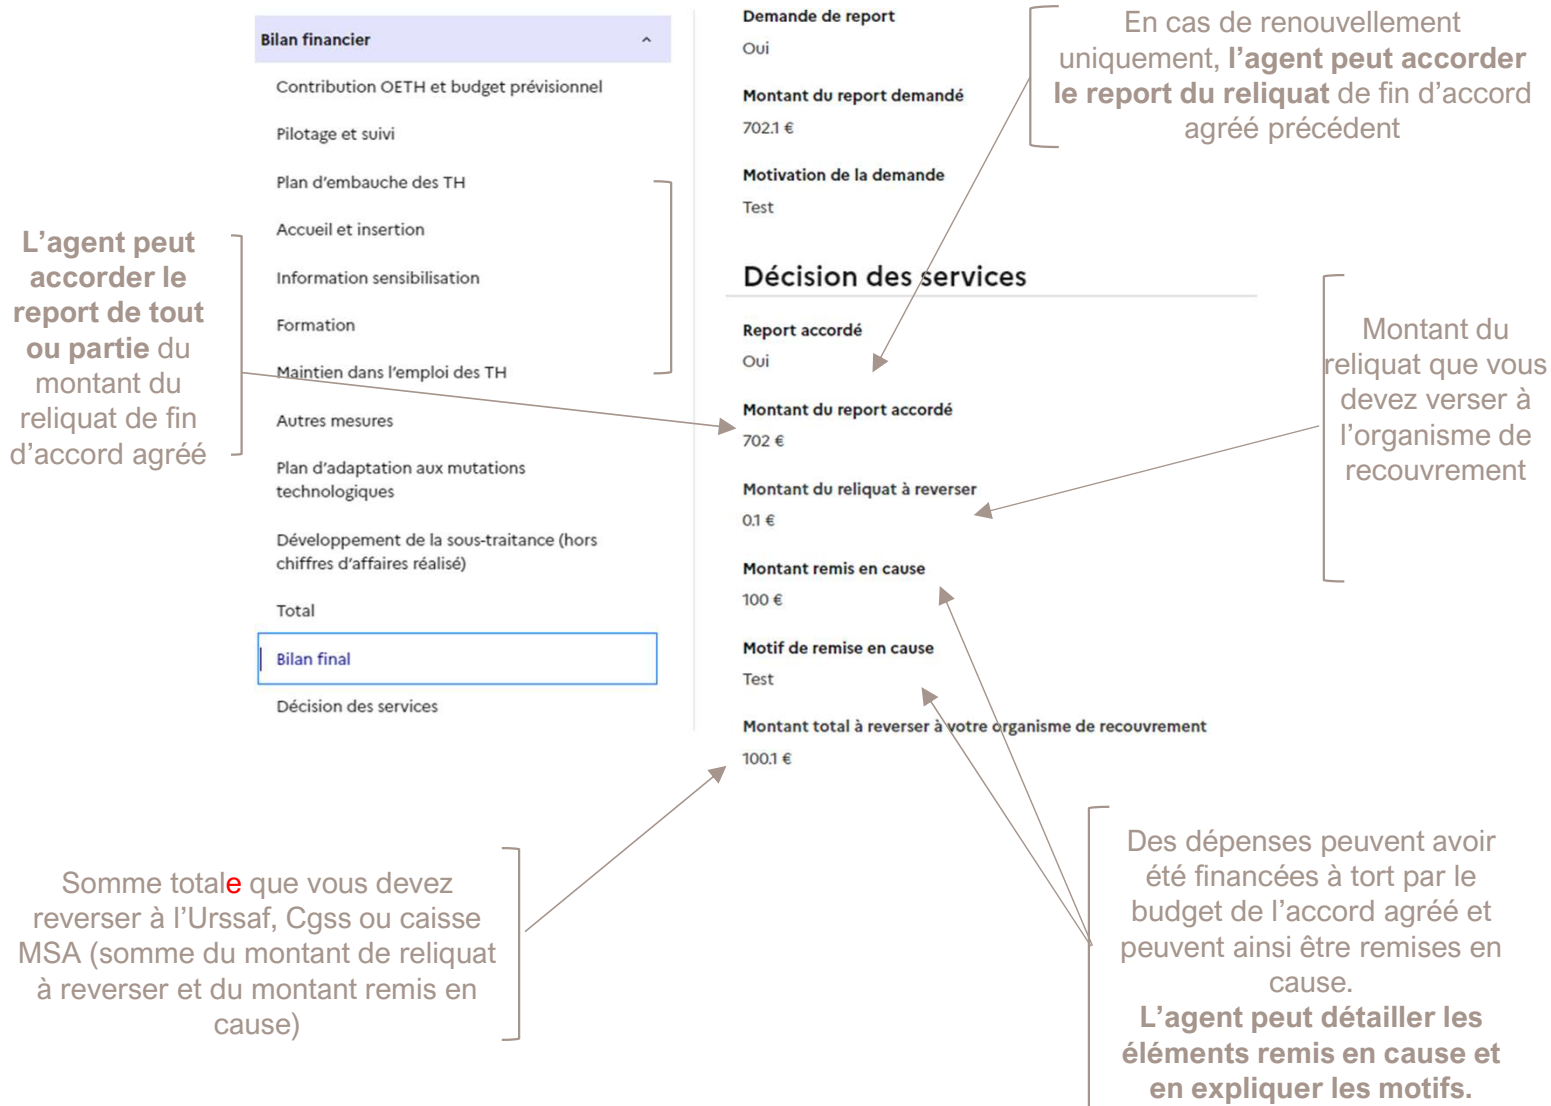 Bilan financier
Contribution OETH et budget prévisionnel
Pilotage et suivi
Plan d'embauche des TH
Accueil et insertion
Information sensibilisation
Formation
Maintien dans l'emploi des TH
Autres mesures
Plan d'adaptation aux mutations
technologiques
Développement de la sous-traitance (hors
chiffres d'affaires réalisé)
Total
Bilan final
Décision des services
Demande de report
Oui
Montant du report demandé
702.1 €
Motivation de la demande
Test
Décision des services
Report accordé
Oui
Montant du report accordé
702 €
Montant du reliquat à reverser
0.1 €
Montant remis en cause
100 €
Motif de remise en cause
Test
Montant total à reverser à votre organisme de recouvrement
100.1 €
En cas de renouvellement
uniquement, l'agent peut accorder
le report du reliquat de fin d'accord
agréé précédent
L'agent peut
accorder le
report de tout
ou partie du
montant du
reliquat de fin
d'accord agréé
Montant du
reliquat que vous
devez verser à
l'organisme de
recouvrement
Somme totale que vous devez
reverser à l'Urssaf, Cgss ou caisse
MSA (somme du montant de reliquat
à reverser et du montant remis en
cause)
Des dépenses peuvent avoir
été financées à tort par le
budget de l'accord agréé et
peuvent ainsi être remises en
cause.
L'agent peut détailler les
éléments remis en cause et
en expliquer les motifs.